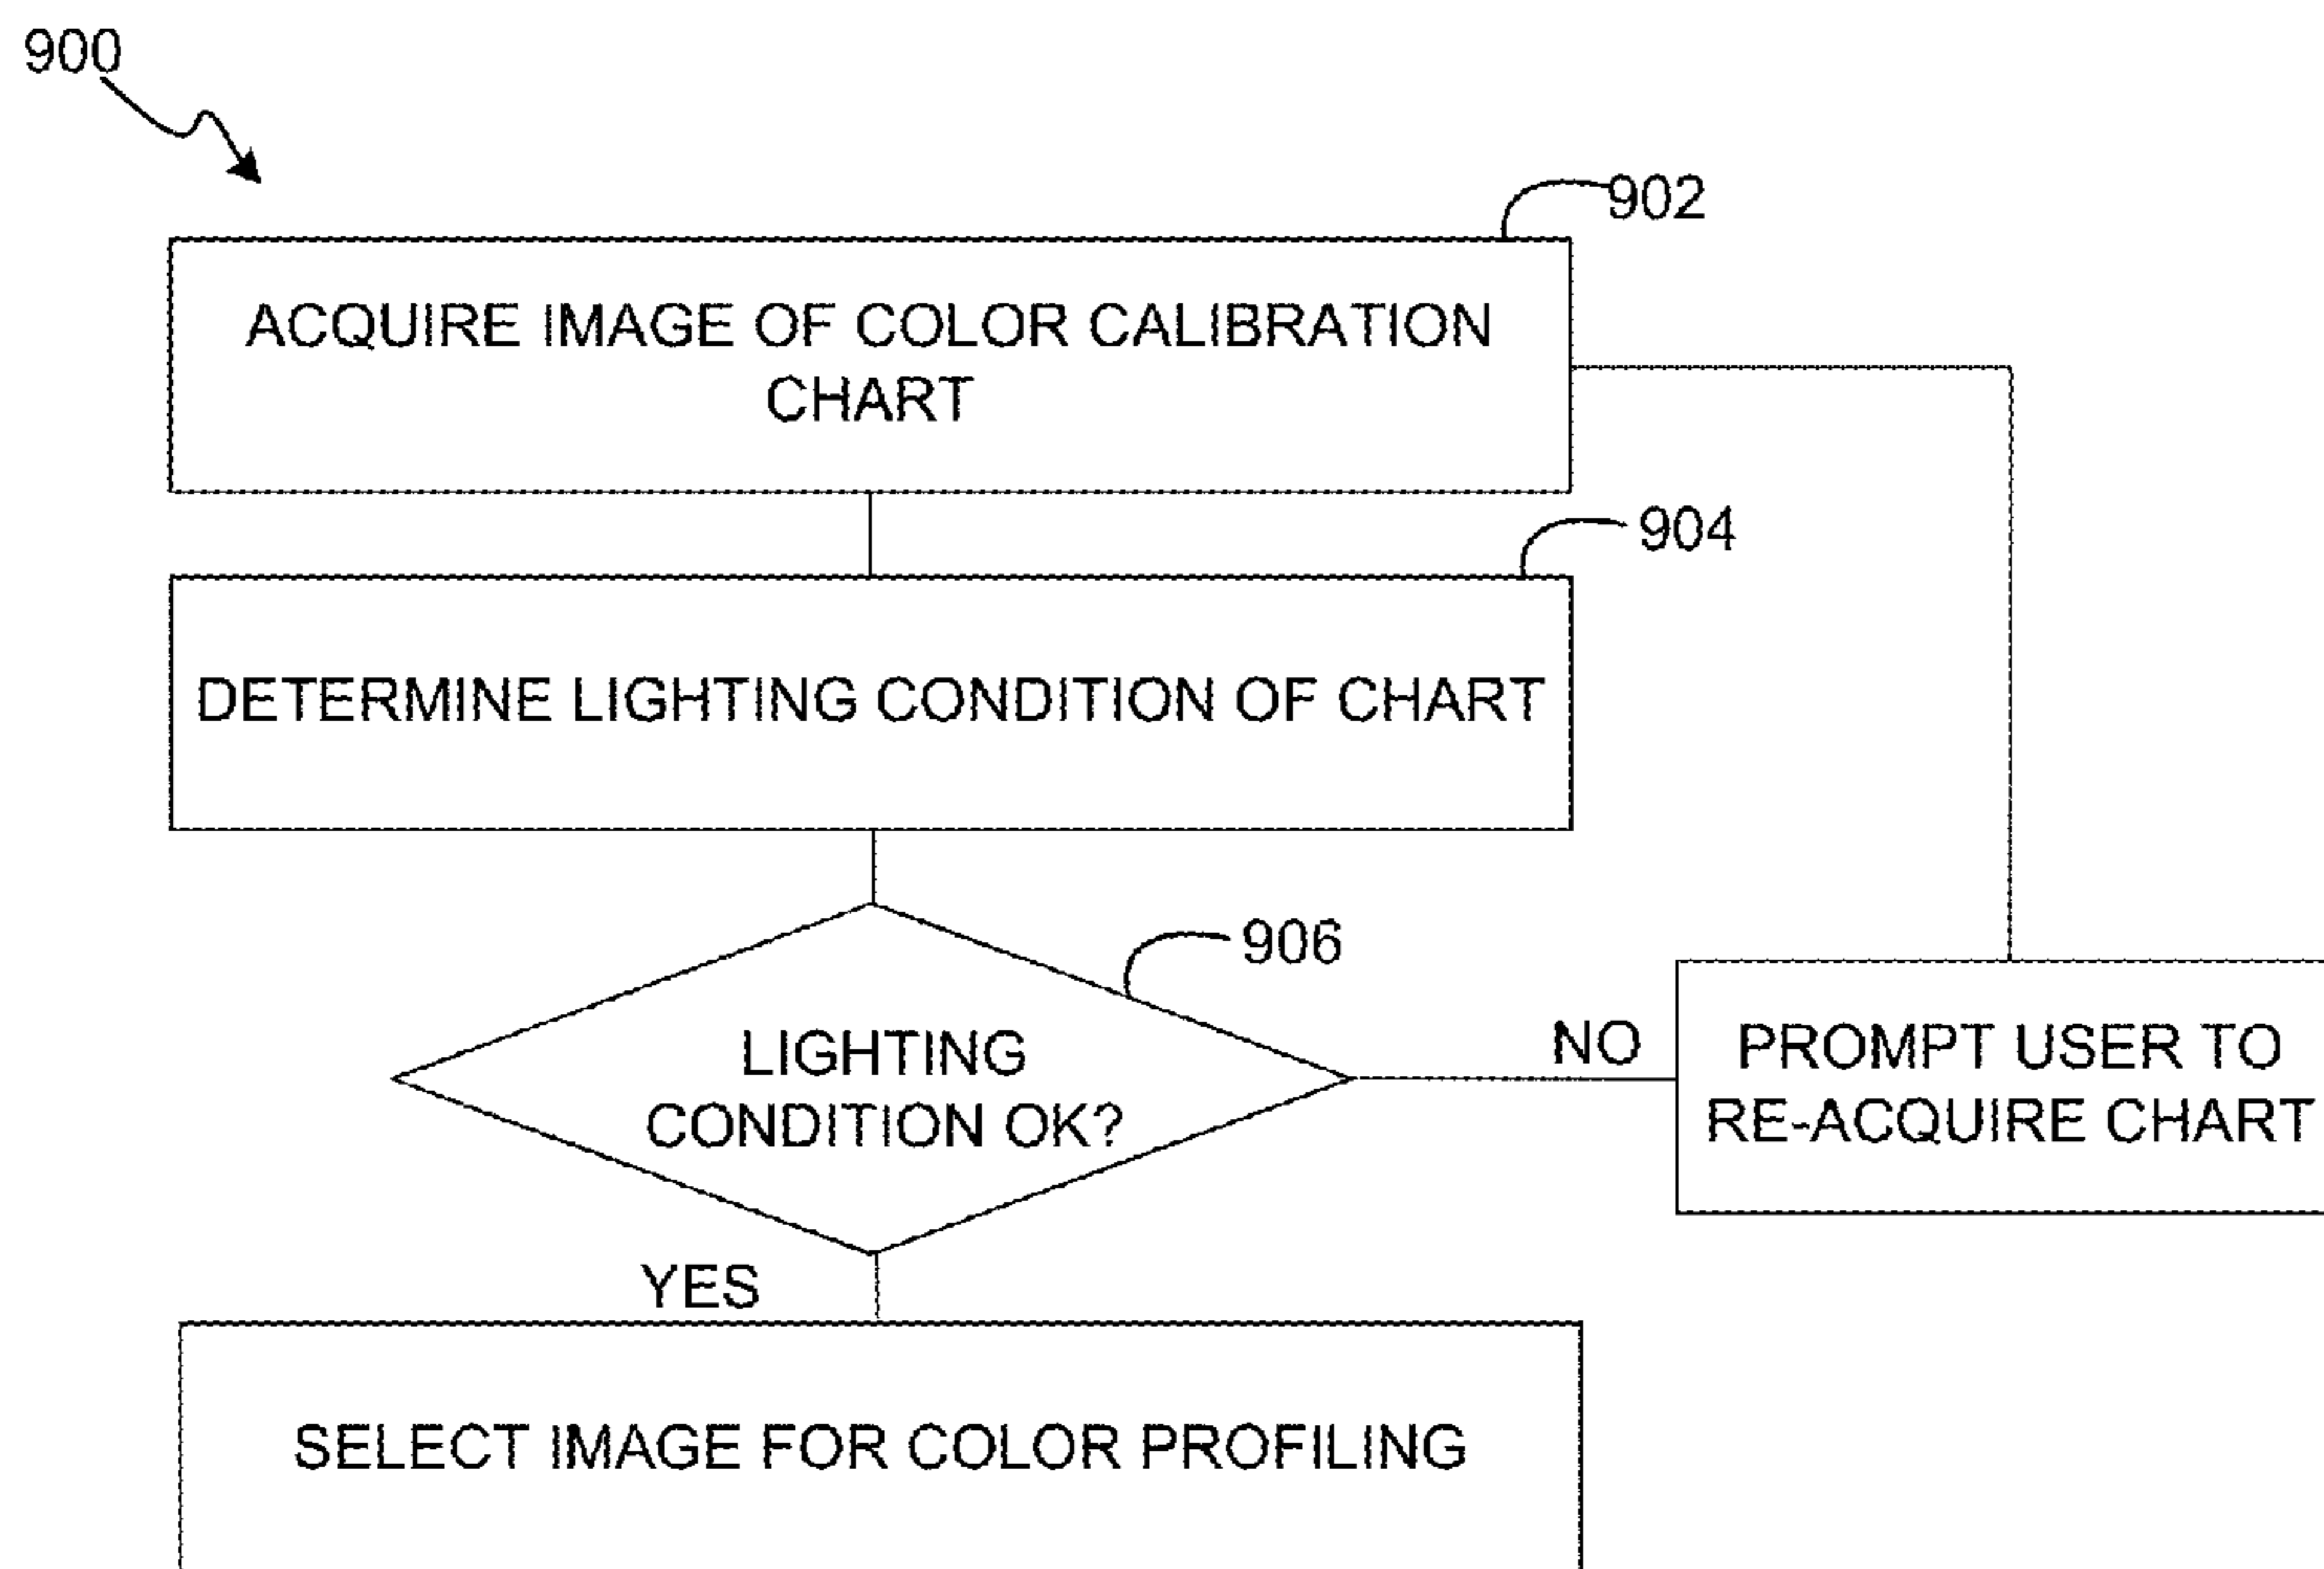 900
902
ACQUIRE IMAGE OF COLOR CALIBRATION
CHART
904
DETERMINE LIGHTING CONDITION OF CHART
906
LIGHTING
CONDITION OK?
NO
PROMPT USER TO
RE-ACQUIRE CHART
YES
SELECT IMAGE FOR COLOR PROFILING